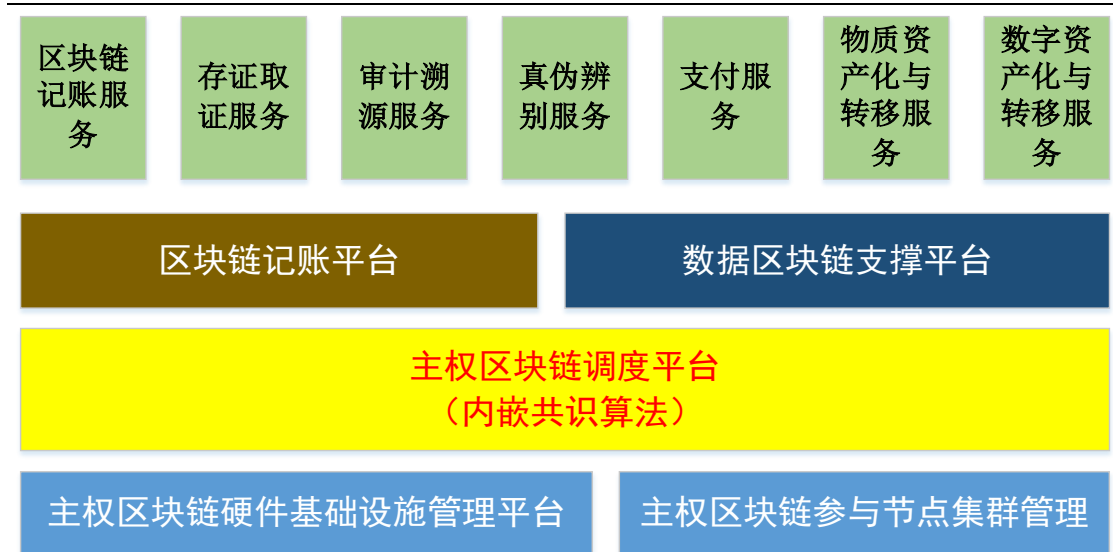 区块链
记账服
务
存证取
证服务
审计溯
源服务
真伪辨
别服务
支付服
务
物质资
产化与
转移服
务
数字资
产化与
转移服
务
区块链记账平台
数据区块链支撑平台
主权区块链调度平台
（内嵌共识算法）
主权区块链硬件基础设施管理平台
主权区块链参与节点集群管理